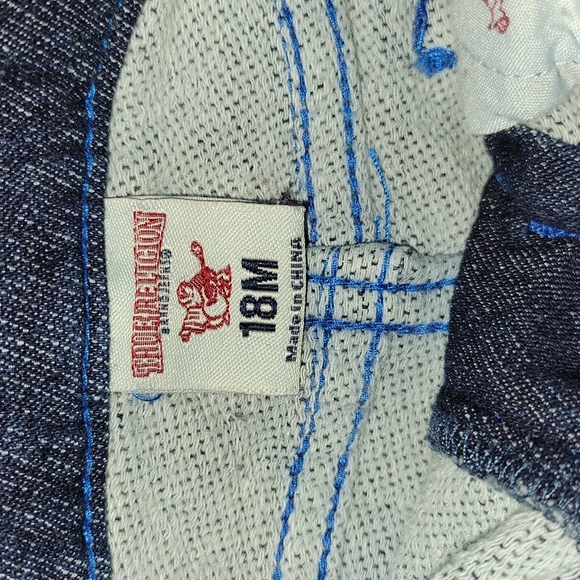 TRUE RELIGION
BRAND JEANS
18M
Made in CHINA